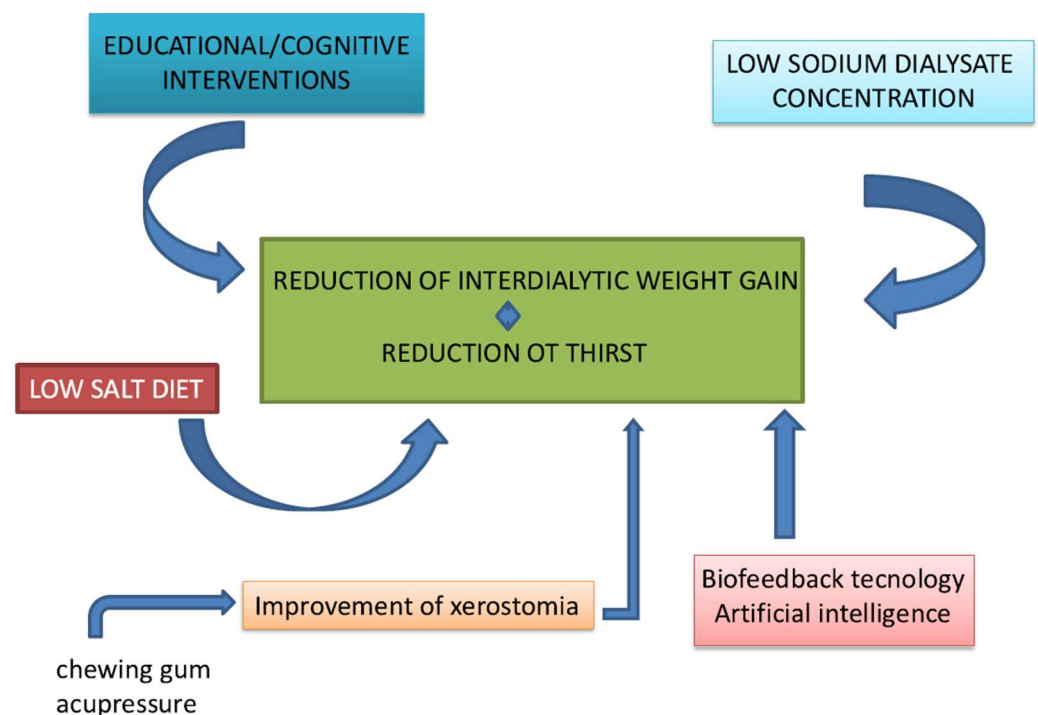 EDUCATIONAL/COGNITIVE
INTERVENTIONS
LOW SODIUM DIALYSATE
CONCENTRATION
REDUCTION OF INTERDIALYTIC WEIGHT GAIN
REDUCTION OT THIRST
LOW SALT DIET
Biofeedback tecnology
Artificial intelligence
Improvement of xerostomia
chewing gum
acupressure